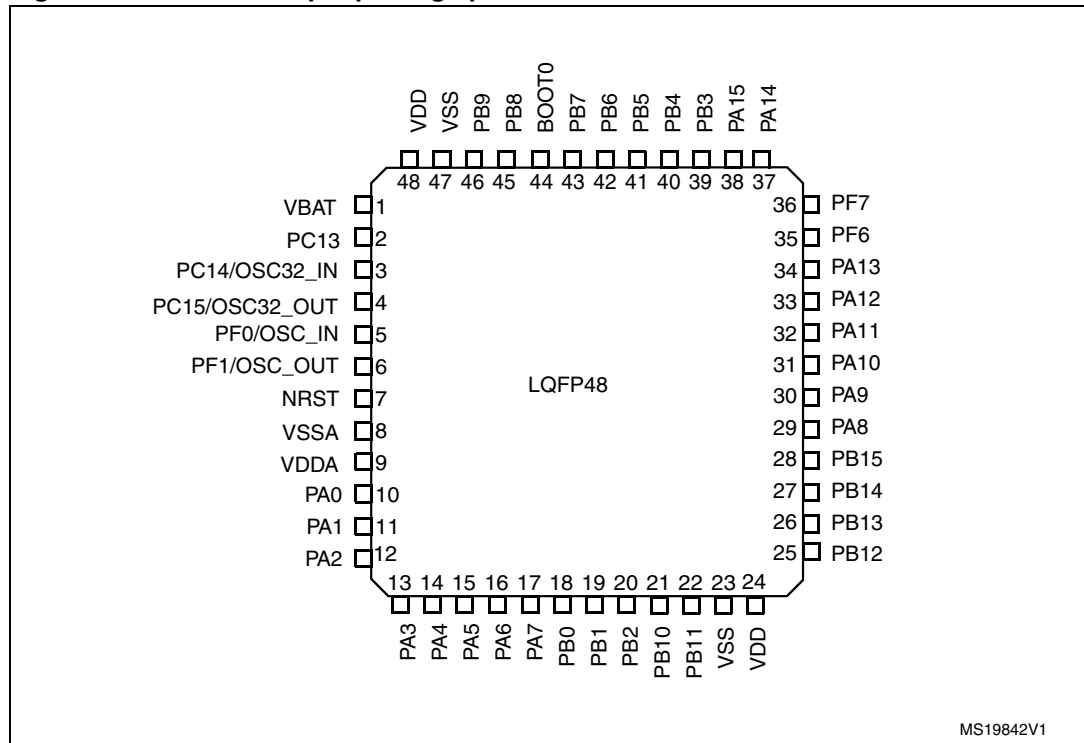 VDD
VSS
PB9
PB8
BOOT0
PB7
PB6
PB5
PB4
PB3
PA15
PA14
48 47 46 45 44 43 42 41 40 39 38 37
VBAT 1
PC13 2
PC14/OSC32_IN 3
PC15/OSC32_OUT 4
PF0/OSC_IN 5
PF1/OSC_OUT 6
NRST 7
VSSA 8
VDDA 9
PA0 10
PA1 11
PA2 12
LQFP48
36 PF7
35 PF6
34 PA13
33 PA12
32 PA11
31 PA10
30 PA9
29 PA8
28 PB15
27 PB14
26 PB13
25 PB12
13 14 15 16 17 18 19 20 21 22 23 24
PA3
PA4
PA5
PA6
PA7
PB0
PB1
PB2
PB10
PB11
VSS
VDD
MS19842V1